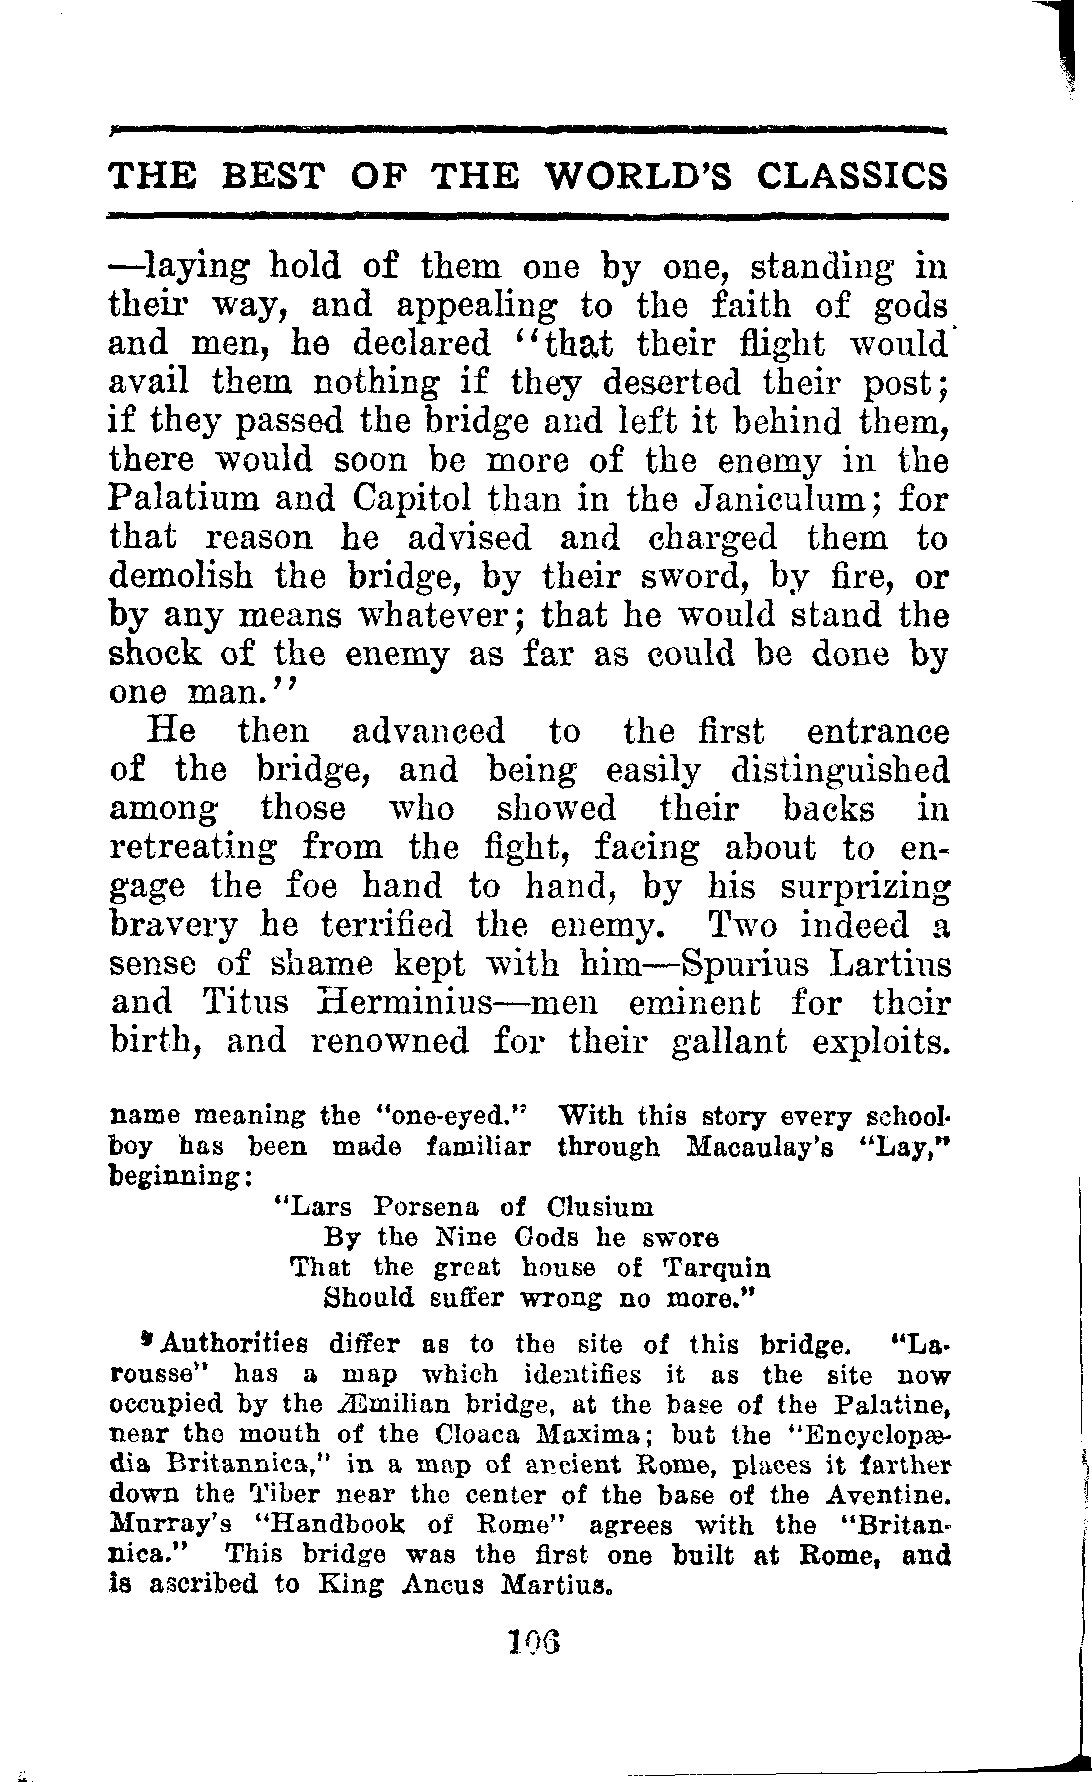 THE BEST OF THE WORLD'S CLASSICS
—laying hold of them one by one, standing in
their way, and appealing to the faith of gods
and men, he declared "that their flight would
avail them nothing if they deserted their post;
if they passed the bridge and left it behind them,
there would soon be more of the enemy in the
Palatium and Capitol than in the Janiculum; for
that reason he advised and charged them to
demolish the bridge, by their sword, by fire, or
by any means whatever; that he would stand the
shock of the enemy as far as could be done by
one man."
He then advanced to the first entrance
of the bridge, and being easily distinguished
among those who showed their backs in
retreating from the fight, facing about to en-
gage the foe hand to hand, by his surprizing
bravery he terrified the enemy. Two indeed a
sense of shame kept with him—Spurius Lartius
and Titus Herminius—men eminent for their
birth, and renowned for their gallant exploits.
name meaning the "one-eyed." With this story every school-
boy has been made familiar through Macaulay's "Lay,"
beginning:
"Lars Porsena of Clusium
By the Nine Gods he swore
That the great house of Tarquin
Should suffer wrong no more."
⁹ Authorities differ as to the site of this bridge. "La-
rousse" has a map which identifies it as the site now
occupied by the Æmilian bridge, at the base of the Palatine,
near the mouth of the Cloaca Maxima; but the "Encyclopæ-
dia Britannica," in a map of ancient Rome, places it farther
down the Tiber near the center of the base of the Aventine.
Murray's "Handbook of Rome" agrees with the "Britan-
nica." This bridge was the first one built at Rome, and
is ascribed to King Ancus Martius.
106